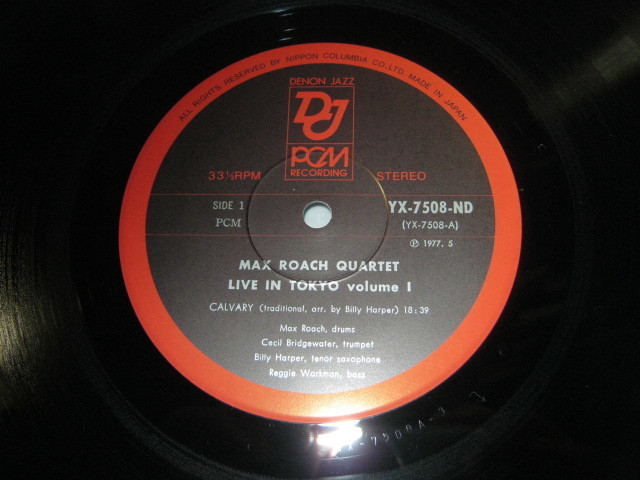 ALL RIGHTS RESERVED BY NIPPON COLUMBIA CO., LTD. MADE IN JAPAN
DENON JAZZ
DJ
PCM
RECORDING
33⅓RPM
STEREO
SIDE 1
YX-7508-ND
PCM
(YX-7508-A)
Ⓟ 1977. 5
MAX ROACH QUARTET
LIVE IN TOKYO volume 1
CALVARY (traditional, arr. by Billy Harper) 18:39
Max Roach, drums
Cecil Bridgewater, trumpet
Billy Harper, tenor saxophone
Reggie Workman, bass